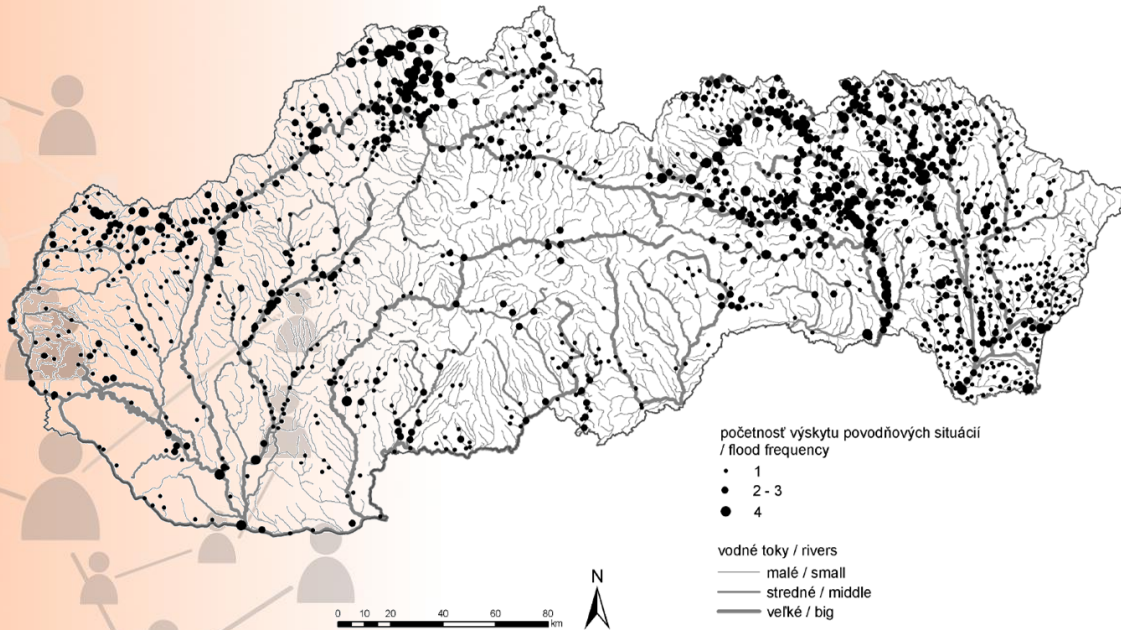 početnosť výskytu povodňových situácií
/ flood frequency
1
2 - 3
4
vodné toky / rivers
malé / small
stredné / middle
veľké / big
N
0 10 20 40 60 80
km